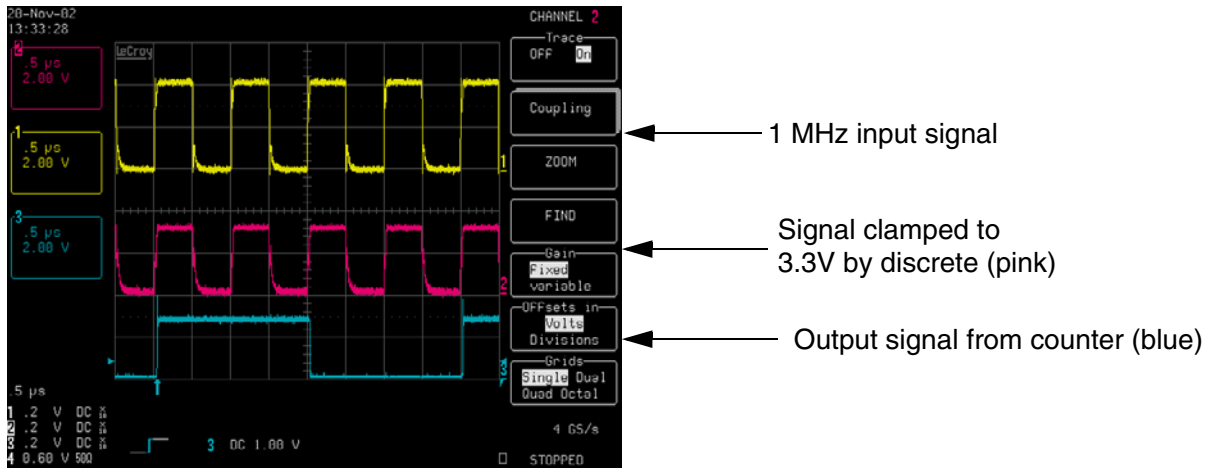 28-Nov-02
13:33:28
2
.5 µs
2.00 V
1
.5 µs
2.00 V
3
.5 µs
2.00 V
LeCroy
1
2
3
CHANNEL 2
Trace
OFF On
Coupling
ZOOM
FIND
Gain
Fixed
variable
OFFsets in
Volts
Divisions
Grids
Single Dual
Quad Octal
1 MHz input signal
Signal clamped to
3.3V by discrete (pink)
Output signal from counter (blue)
.5 µs
1 .2 V DC
2 .2 V DC
3 .2 V DC
4 0.60 V 50Ω
3 DC 1.00 V
4 GS/s
STOPPED